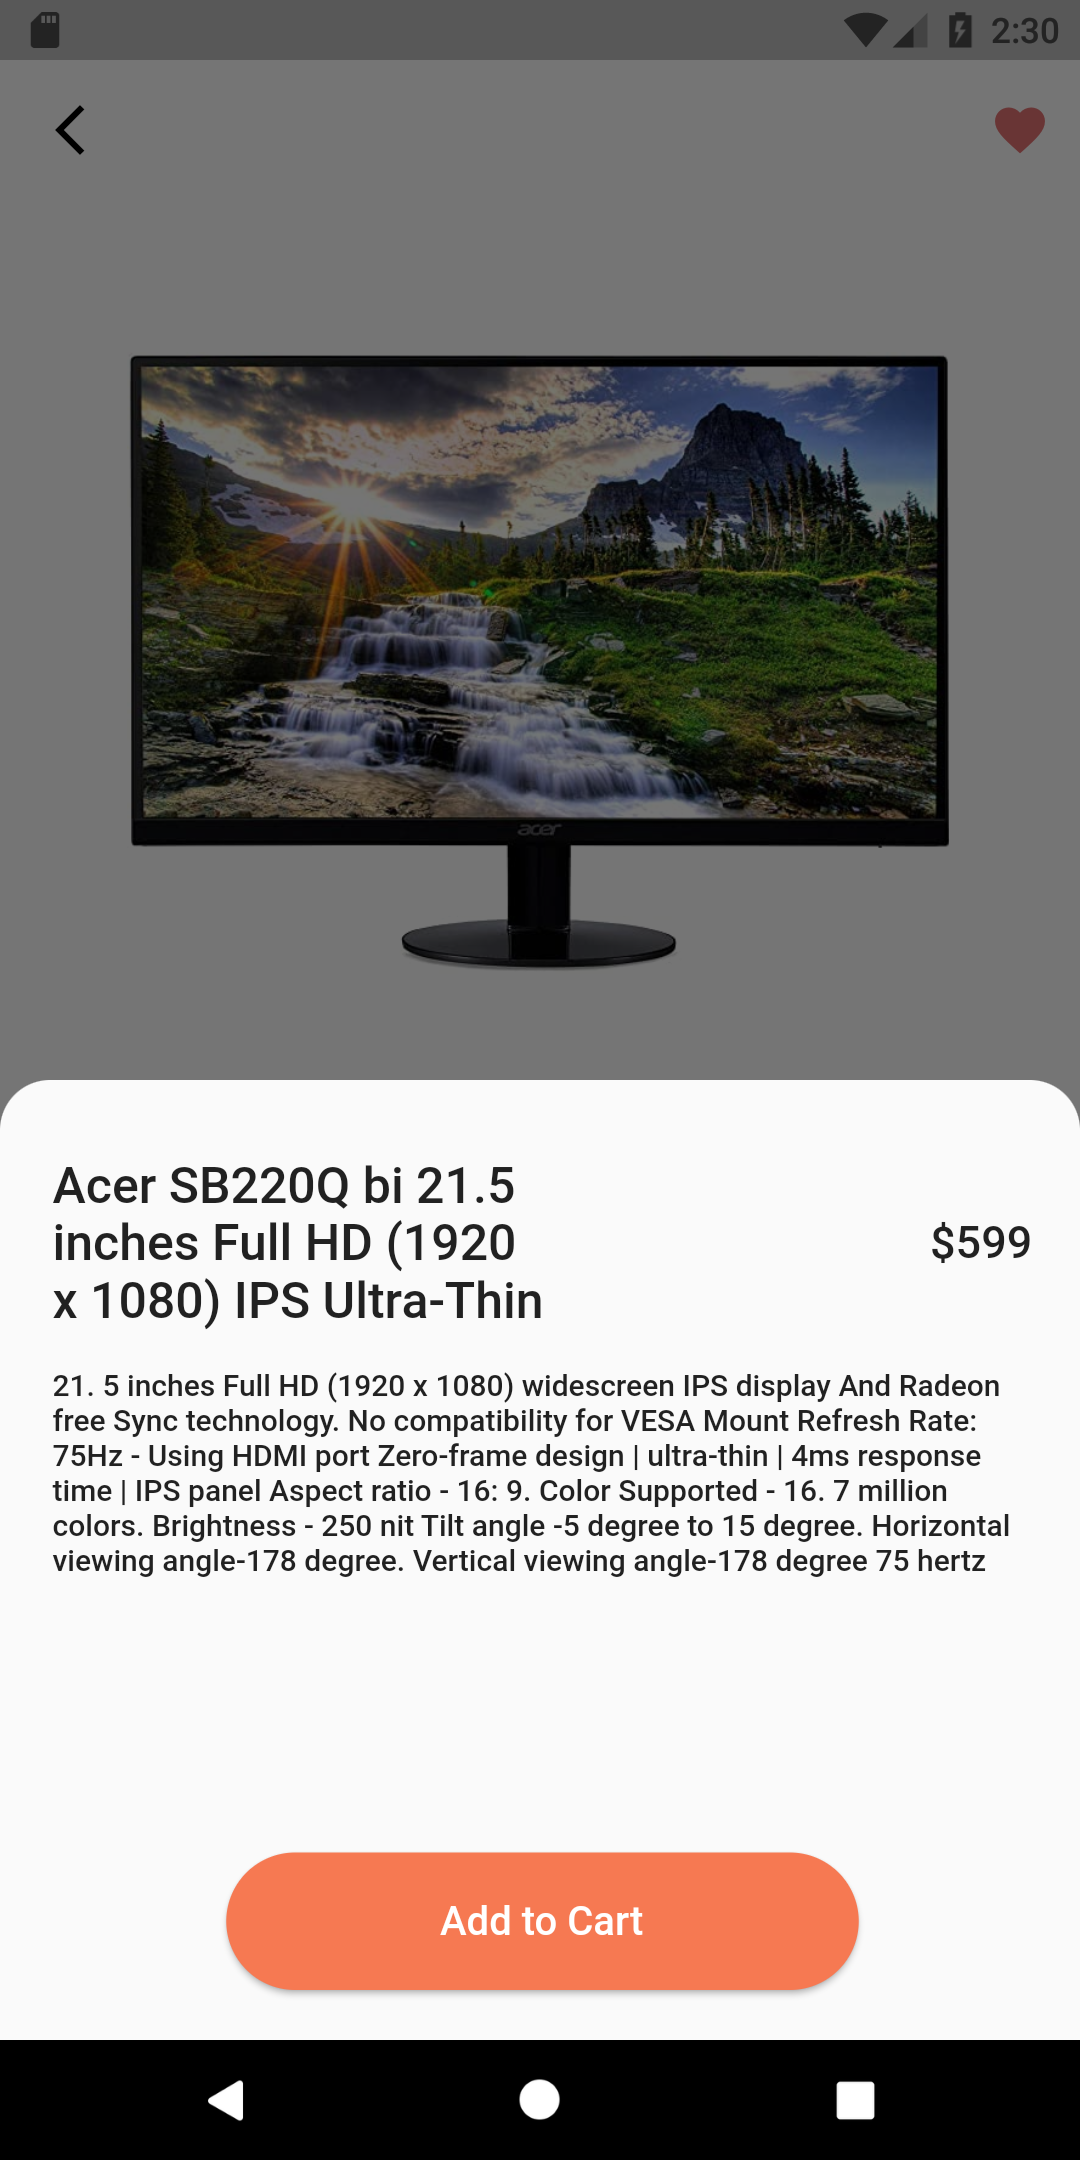 2:30
acer
Acer SB220Q bi 21.5
inches Full HD (1920
x 1080) IPS Ultra-Thin
$599
21. 5 inches Full HD (1920 x 1080) widescreen IPS display And Radeon
free Sync technology. No compatibility for VESA Mount Refresh Rate:
75Hz - Using HDMI port Zero-frame design | ultra-thin | 4ms response
time | IPS panel Aspect ratio - 16: 9. Color Supported - 16. 7 million
colors. Brightness - 250 nit Tilt angle -5 degree to 15 degree. Horizontal
viewing angle-178 degree. Vertical viewing angle-178 degree 75 hertz
Add to Cart